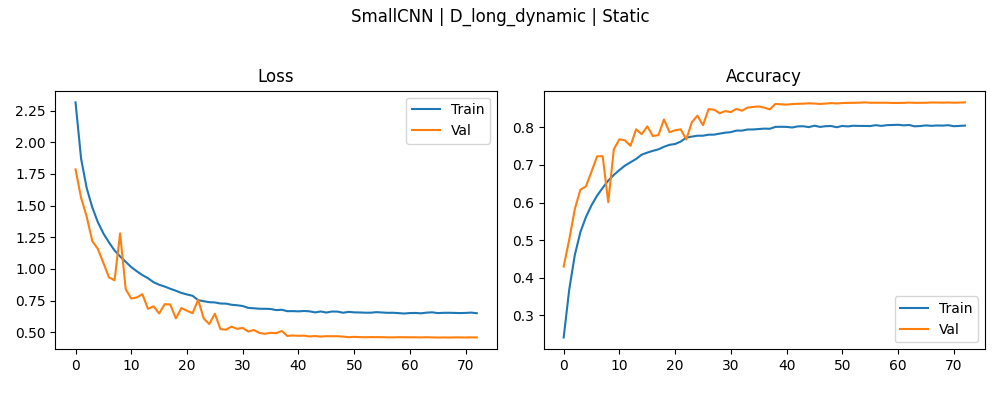 SmallCNN | D_long_dynamic | Static
Loss
2.25
2.00
1.75
1.50
1.25
1.00
0.75
0.50
0 10 20 30 40 50 60 70
Train
Val
Accuracy
0.8
0.7
0.6
0.5
0.4
0.3
0 10 20 30 40 50 60 70
Train
Val